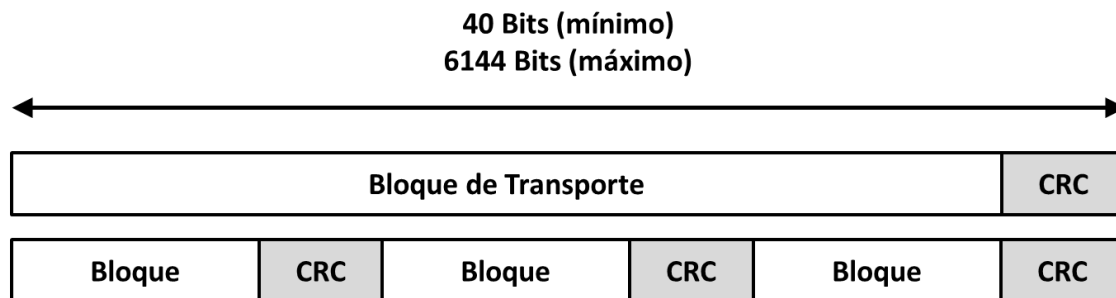 40 Bits (mínimo)
6144 Bits (máximo)
Bloque de Transporte CRC
Bloque CRC Bloque CRC Bloque CRC